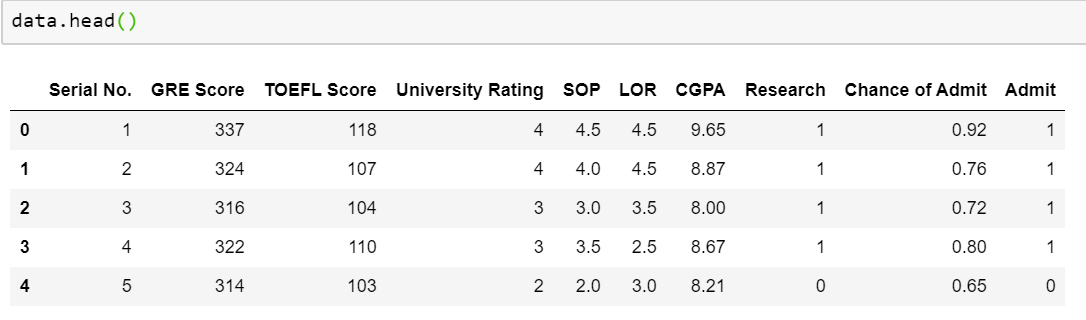 data.head()
Serial No. GRE Score TOEFL Score University Rating SOP LOR CGPA Research Chance of Admit Admit
0 1 337 118 4 4.5 4.5 9.65 1 0.92 1
1 2 324 107 4 4.0 4.5 8.87 1 0.76 1
2 3 316 104 3 3.0 3.5 8.00 1 0.72 1
3 4 322 110 3 3.5 2.5 8.67 1 0.80 1
4 5 314 103 2 2.0 3.0 8.21 0 0.65 0